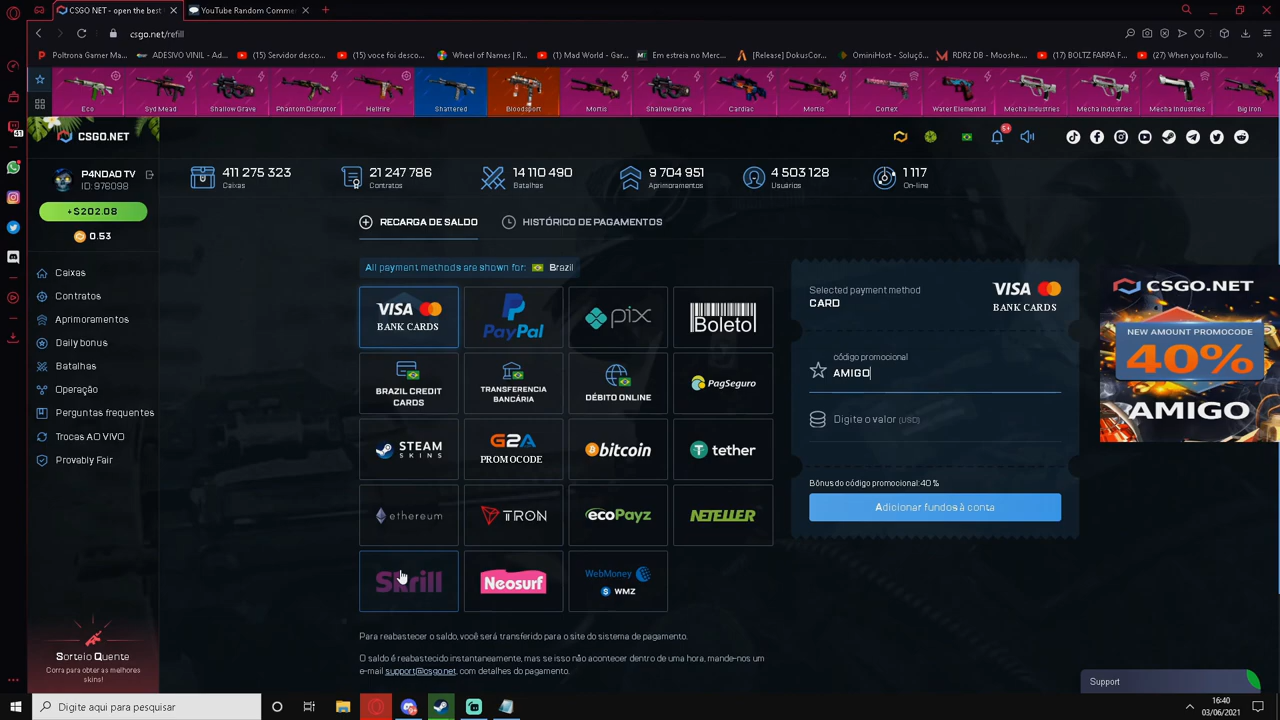 CSGO.NET - open the best
YouTube Random Comme
csgo.net/refill
Poltrona Gamer Ma...
ADESIVO VINIL - Ad...
(15) Servidor desco...
(15) voce foi desco...
Wheel of Names | R...
(1) Mad World - Gar...
Em estreia no Merc...
[Release] DokusCor...
OminiHost - Soluçõ...
RDR2 DB - Mooshe...
(17) BOLTZ FARPA F...
(27) When you follo...
Eco
Syd Mead
Shallow Grave
Phantom Disruptor
Hellfire
Shattered
Bloodsport
Mortis
Shallow Grave
Cardiac
Mortis
Cortex
Water Elemental
Mecha Industries
Mecha Industries
Mecha Industries
Big Iron
CSGO.NET
5+
41
P4NDAO TV
ID: 976098
+$202.08
0.53
411 275 323
Caixas
21 247 786
Contratos
14 110 490
Batalhas
9 704 951
Aprimoramentos
4 503 128
Usuários
1 117
On-line
Caixas
Contratos
Aprimoramentos
Daily bonus
Batalhas
Operação
Perguntas frequentes
Trocas AO VIVO
Provably Fair
RECARGA DE SALDO
HISTÓRICO DE PAGAMENTOS
All payment methods are shown for: Brazil
VISA
BANK CARDS
PayPal
pix
Boleto
BRAZIL CREDIT
CARDS
TRANSFERENCIA
BANCÁRIA
DÉBITO ONLINE
PagSeguro
STEAM
SKINS
G2A
PROMOCODE
bitcoin
tether
ethereum
TRON
ecoPayz
NETELLER
Skrill
Neosurf
WebMoney
WMZ
Para reabastecer o saldo, você será transferido para o site do sistema de pagamento.
O saldo é reabastecido instantaneamente, mas se isso não acontecer dentro de uma hora, mande-nos um
e-mail support@csgo.net, com detalhes do pagamento.
Selected payment method
CARD
VISA
BANK CARDS
código promocional
AMIGO
Digite o valor (USD)
Bônus do código promocional:40 %
Adicionar fundos à conta
CSGO.NET
NEW AMOUNT PROMOCODE
40%
AMIGO
Sorteio Quente
Corra para obter as melhores
skins!
Support
Digite aqui para pesquisar
16:40
03/06/2021